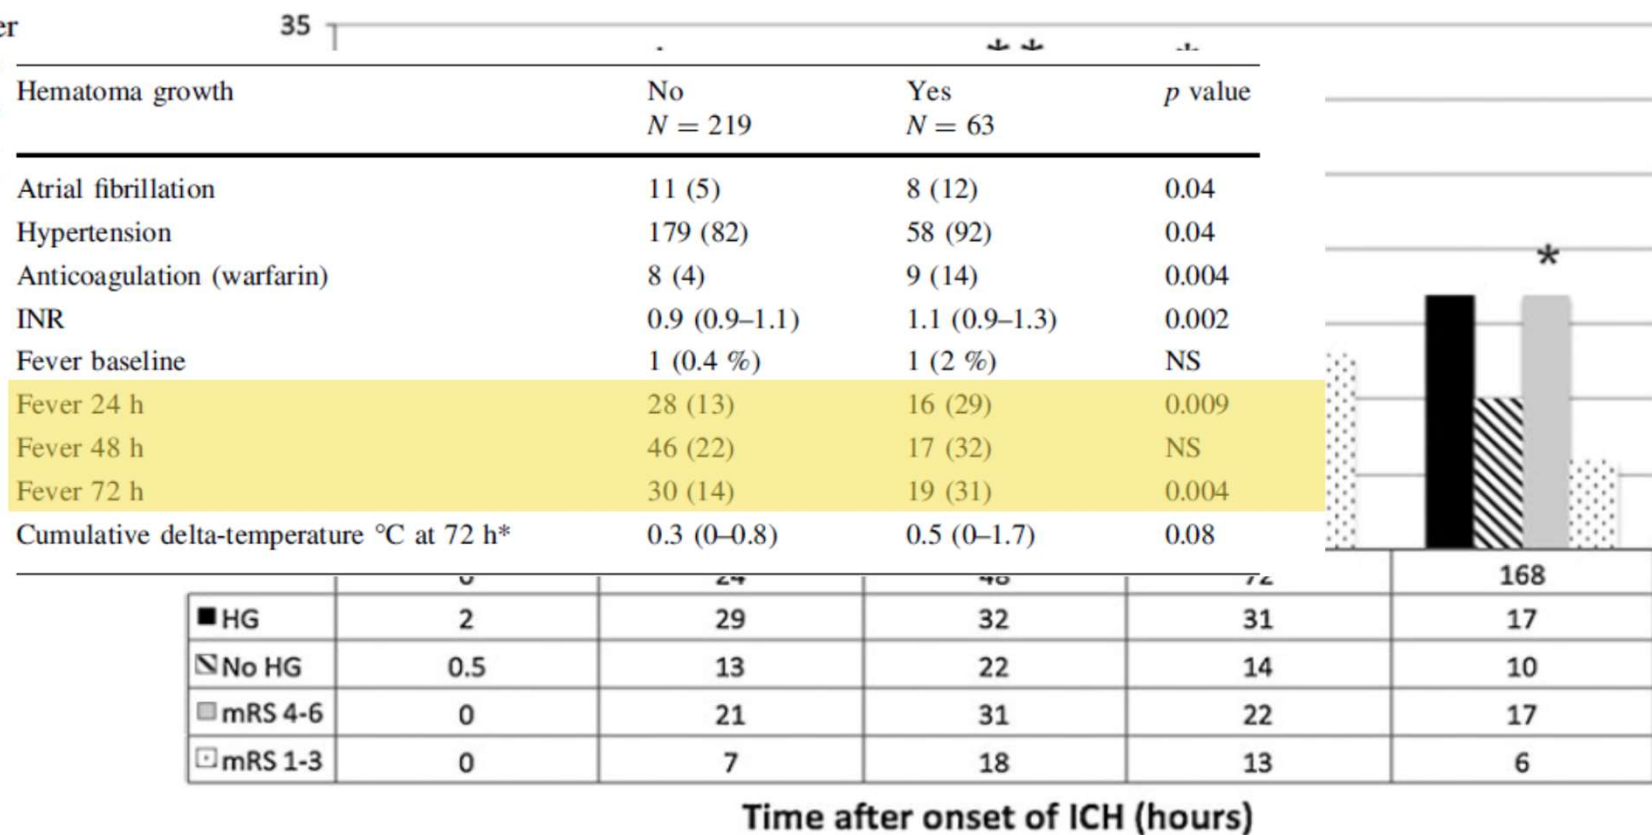 er
35
* *
*
Hematoma growth No Yes p value
N = 219 N = 63
Atrial fibrillation 11 (5) 8 (12) 0.04
Hypertension 179 (82) 58 (92) 0.04
Anticoagulation (warfarin) 8 (4) 9 (14) 0.004
INR 0.9 (0.9–1.1) 1.1 (0.9–1.3) 0.002
Fever baseline 1 (0.4 %) 1 (2 %) NS
Fever 24 h 28 (13) 16 (29) 0.009
Fever 48 h 46 (22) 17 (32) NS
Fever 72 h 30 (14) 19 (31) 0.004
Cumulative delta-temperature °C at 72 h* 0.3 (0–0.8) 0.5 (0–1.7) 0.08
*
0 24 48 72 168
HG 2 29 32 31 17
No HG 0.5 13 22 14 10
mRS 4-6 0 21 31 22 17
mRS 1-3 0 7 18 13 6
Time after onset of ICH (hours)